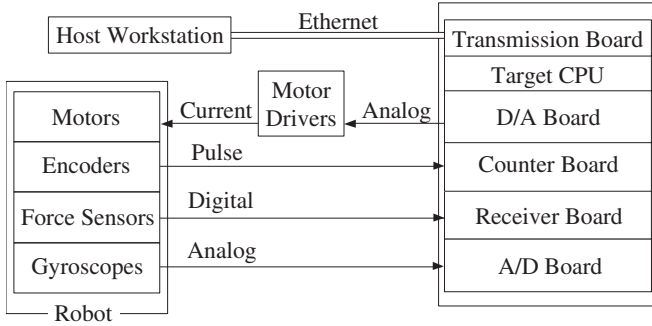 Host Workstation
Ethernet
Transmission Board
Target CPU
D/A Board
Counter Board
Receiver Board
A/D Board
Motor
Drivers
Current
Analog
Motors
Encoders
Force Sensors
Gyroscopes
Pulse
Digital
Analog
Robot